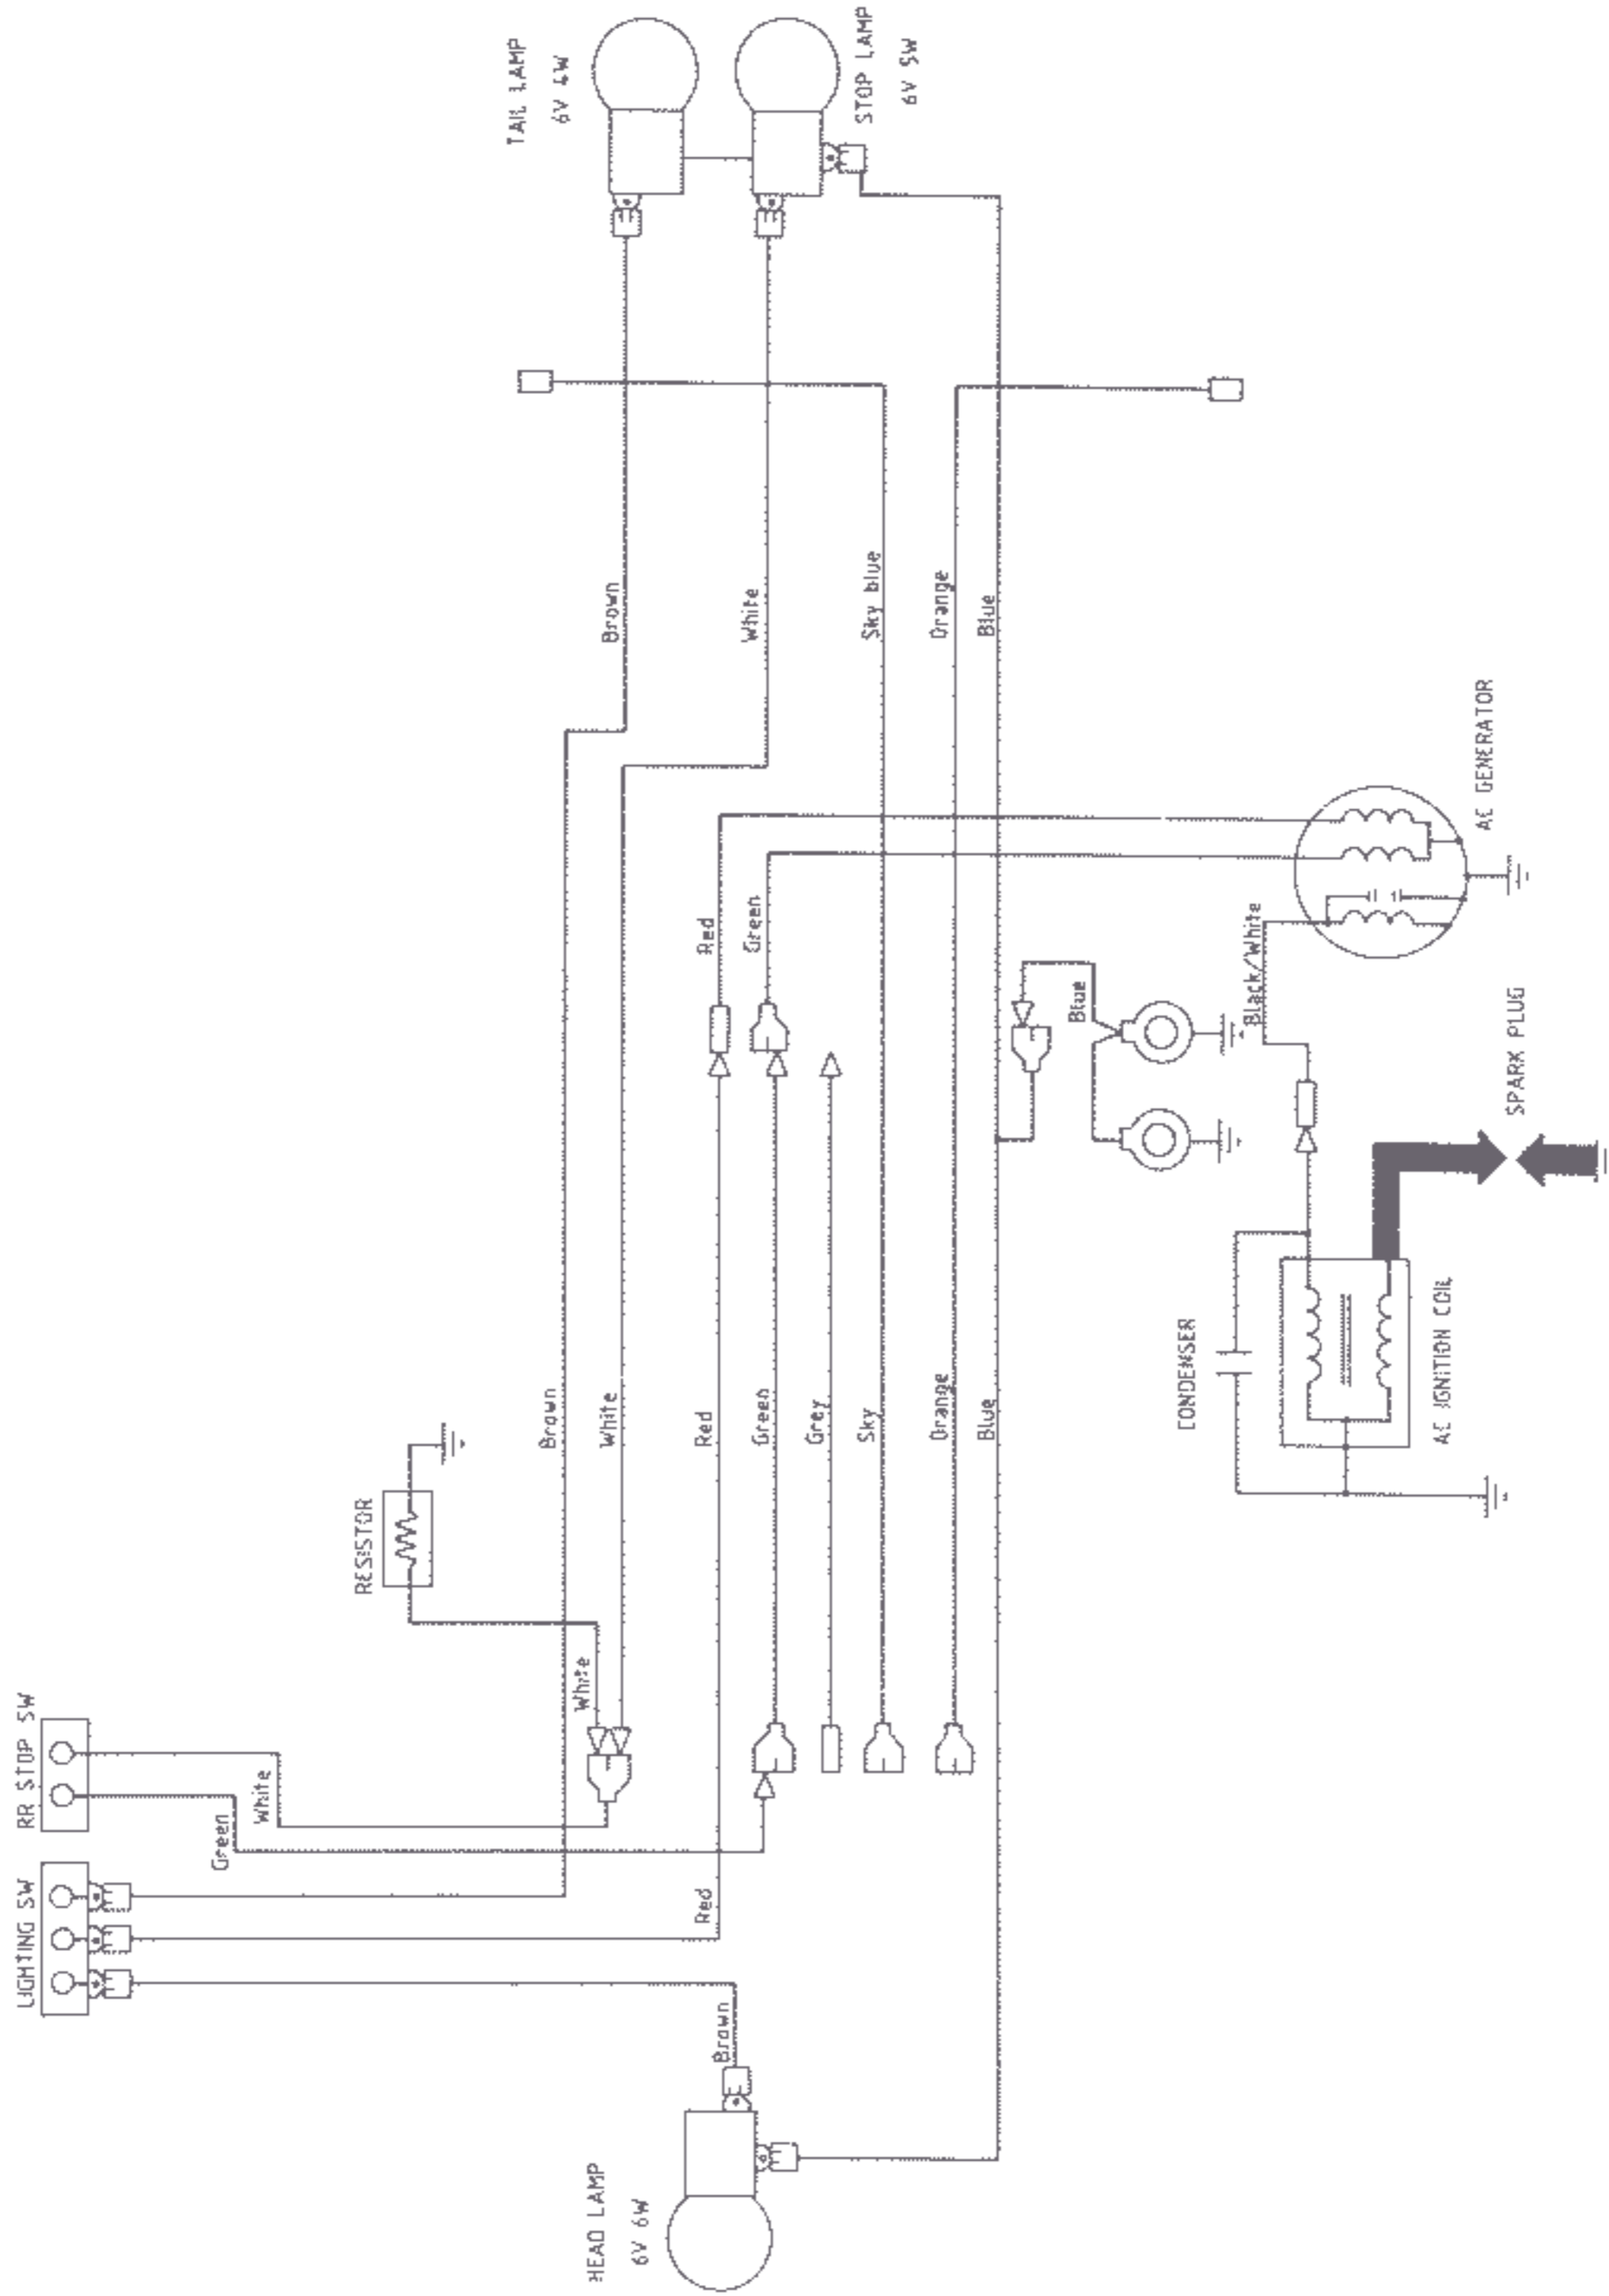 TAIL LAMP
6V 4W
STOP LAMP
6V 5W
Brown
White
Sky blue
Orange
Blue
AC GENERATOR
Red
Green
Black/White
Blue
SPARK PLUG
CONDENSER
AC IGNITION COIL
Brown
White
Red
Green
Grey
Sky
Orange
Blue
RESISTOR
White
RR STOP SW
White
Green
LIGHTING SW
Red
Brown
HEAD LAMP
6V 6W